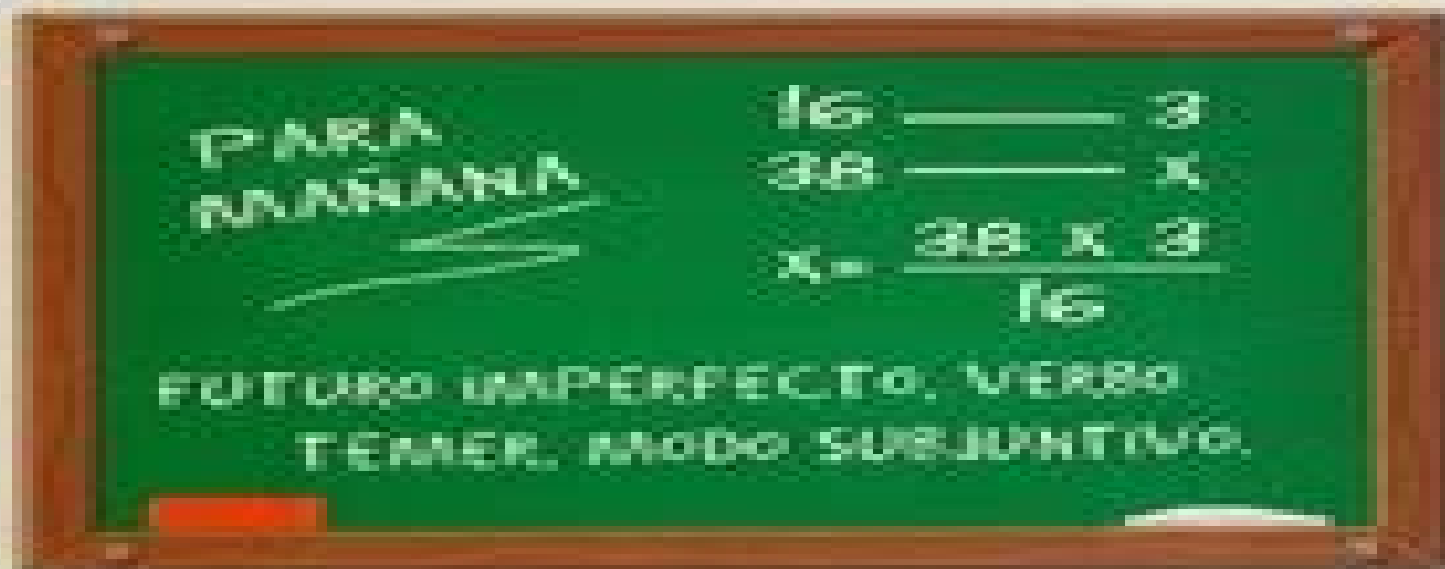 PARA
MAÑANA
16 —— 3
38 —— X
X= 38 X 3
16
FUTURO IMPERFECTO. VERBO
TEMER. MODO SUBJUNTIVO.